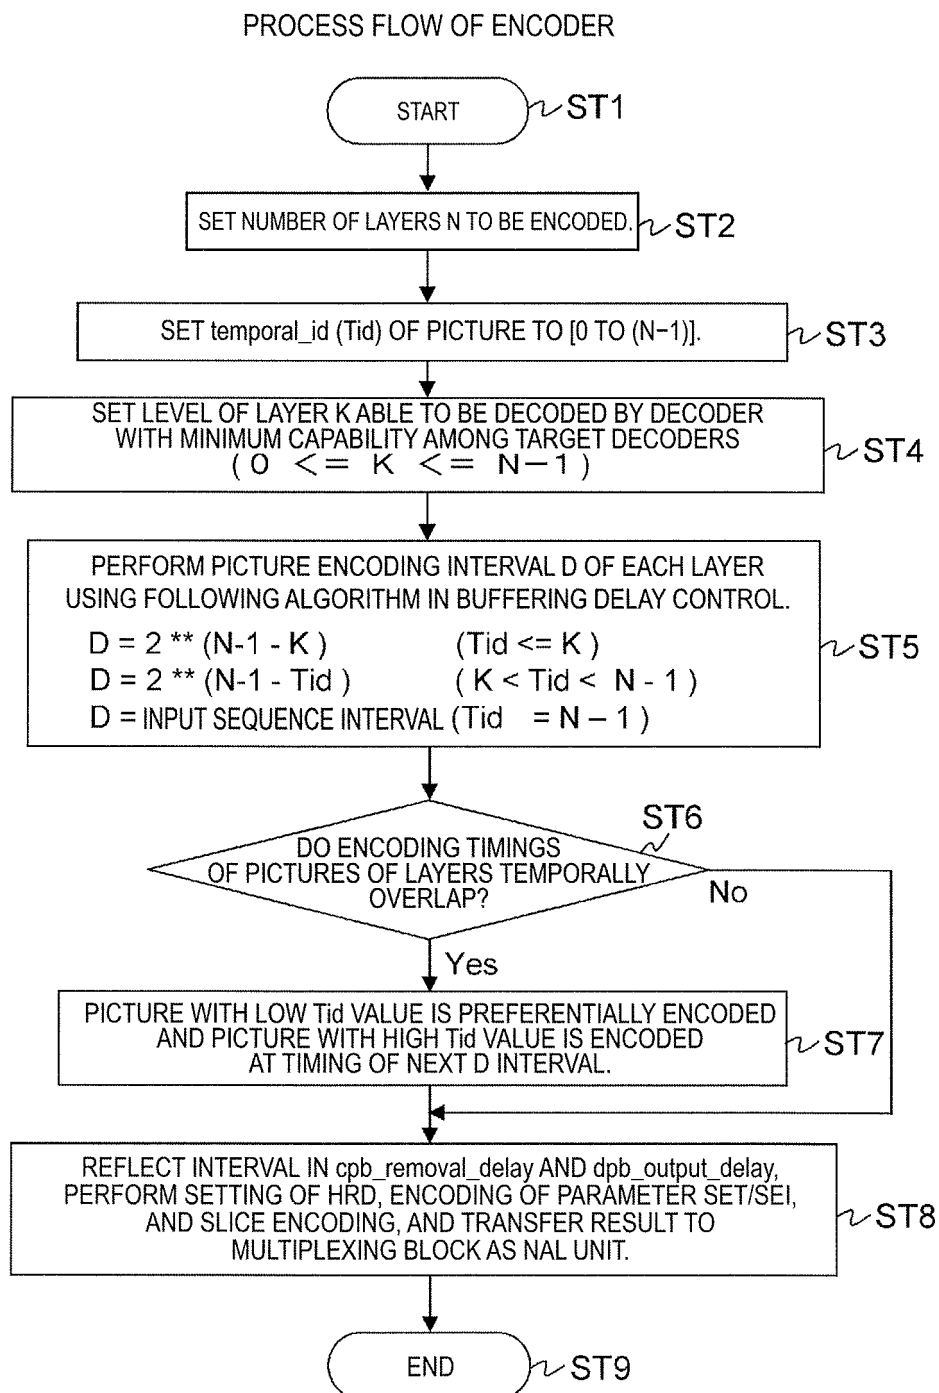 PROCESS FLOW OF ENCODER
START
ST1
SET NUMBER OF LAYERS N TO BE ENCODED.
ST2
SET temporal_id (Tid) OF PICTURE TO [0 TO (N−1)].
ST3
SET LEVEL OF LAYER K ABLE TO BE DECODED BY DECODER
WITH MINIMUM CAPABILITY AMONG TARGET DECODERS
( 0 <= K <= N−1 )
ST4
PERFORM PICTURE ENCODING INTERVAL D OF EACH LAYER
USING FOLLOWING ALGORITHM IN BUFFERING DELAY CONTROL.
D = 2 ** (N-1 - K ) (Tid <= K )
D = 2 ** (N-1 - Tid ) ( K < Tid < N - 1 )
D = INPUT SEQUENCE INTERVAL (Tid = N − 1 )
ST5
ST6
DO ENCODING TIMINGS
OF PICTURES OF LAYERS TEMPORALLY
OVERLAP?
No
Yes
PICTURE WITH LOW Tid VALUE IS PREFERENTIALLY ENCODED
AND PICTURE WITH HIGH Tid VALUE IS ENCODED
AT TIMING OF NEXT D INTERVAL.
ST7
REFLECT INTERVAL IN cpb_removal_delay AND dpb_output_delay,
PERFORM SETTING OF HRD, ENCODING OF PARAMETER SET/SEI,
AND SLICE ENCODING, AND TRANSFER RESULT TO
MULTIPLEXING BLOCK AS NAL UNIT.
ST8
END
ST9